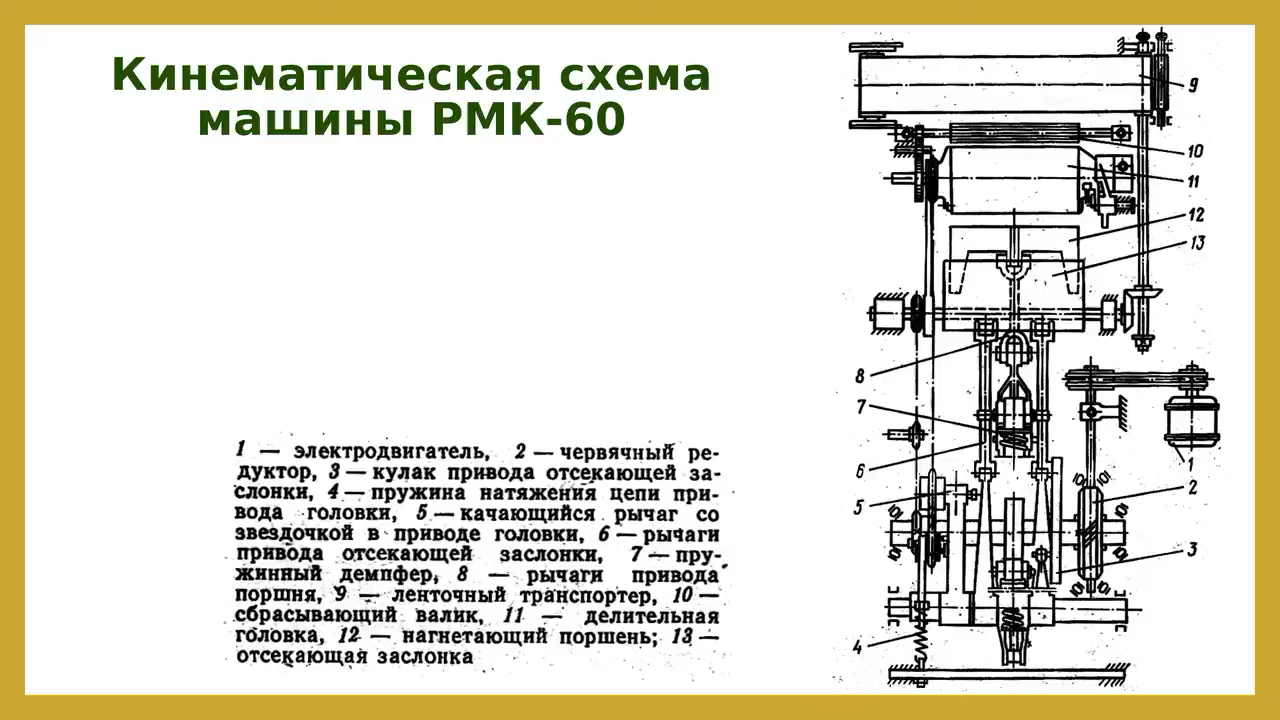 Кинематическая схема
машины РМК-60
1 — электродвигатель, 2 — червячный ре-
дуктор, 3 — кулак привода отсекающей за-
слонки, 4 — пружина натяжения цепи при-
вода головки, 5 — качающийся рычаг со
звездочкой в приводе головки, 6 — рычаги
привода отсекающей заслонки, 7 — пру-
жинный демпфер, 8 — рычаги привода
поршня, 9 — ленточный транспортер, 10 —
сбрасывающий валик, 11 — делительная
головка, 12 — нагнетающий поршень; 13 —
отсекающая заслонка
9
10
11
12
13
8
7
6
5
1
2
3
4